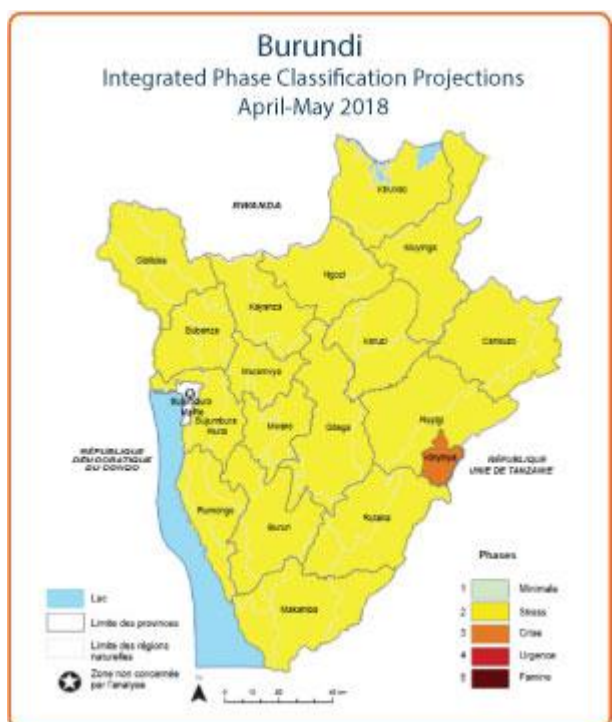 Burundi
Integrated Phase Classification Projections
April-May 2018
RWANDA
Kirundo
Muyinga
Cibitoke
Ngozi
Kayanza
Bubanza
Karuzi
Cankuzo
Muramvya
Ruyigi
Bujumbura
Mairie
Bujumbura
Rural
Mwaro
Gitega
RÉPUBLIQUE
DÉMOCRATIQUE
DU CONGO
RÉPUBLIQUE
UNIE DE TANZANIE
Rumonge
Bururi
Rutana
Makamba
Phases
1 Minimale
2 Stress
3 Crise
4 Urgence
5 Famine
Lac
Limite des provinces
Limite des régions
naturelles
Zone non concernée
par l'analyse